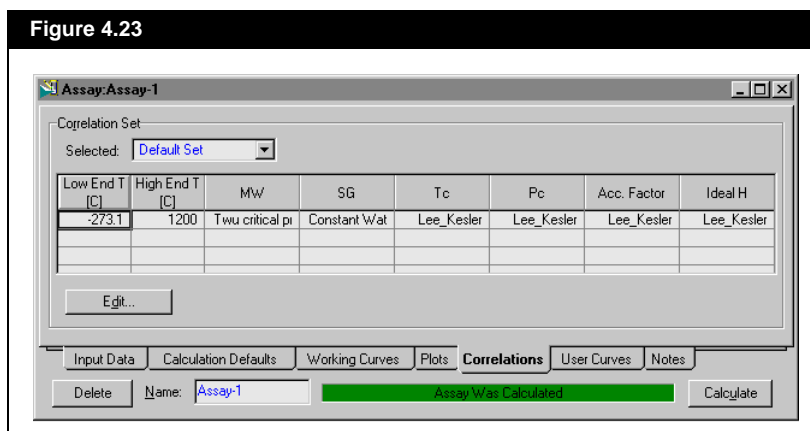 Figure 4.23
Assay:Assay-1
Correlation Set
Selected: Default Set
Low End T [C] High End T [C] MW SG Tc Pc Acc. Factor Ideal H
-273.1 1200 Twu critical pr Constant Wat Lee_Kesler Lee_Kesler Lee_Kesler Lee_Kesler
Edit...
Input Data Calculation Defaults Working Curves Plots Correlations User Curves Notes
Delete Name: Assay-1 Assay Was Calculated Calculate